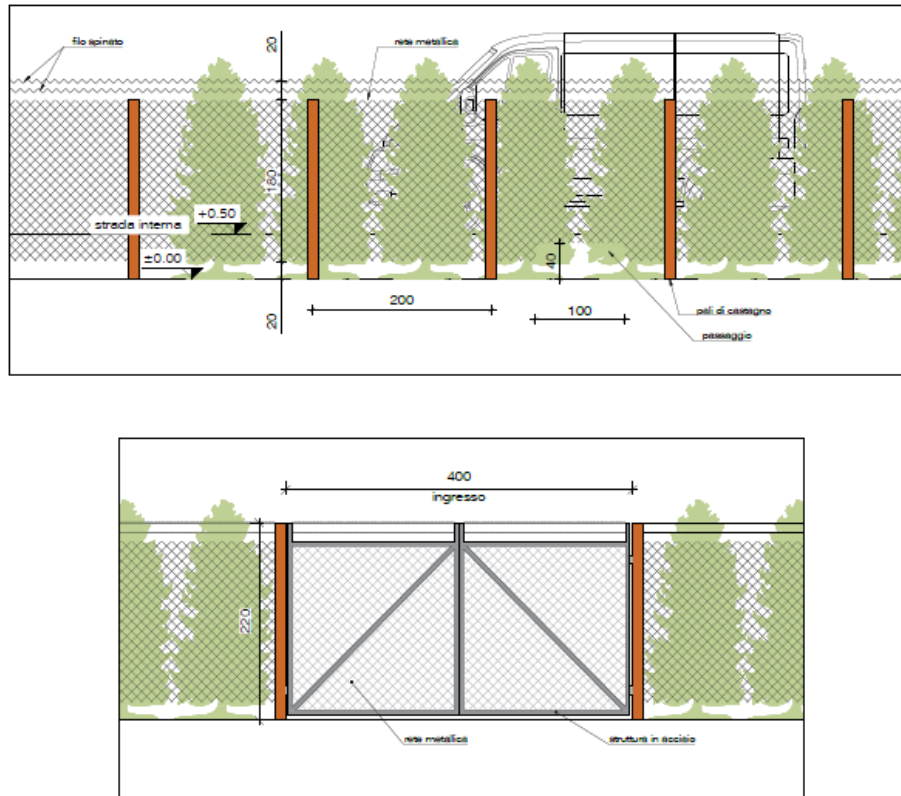 filo spinato
20
rete metallica
180
+0.50
strada interna
±0.00
40
200
100
20
pali di castagno
passaggio
400
ingresso
220
rete metallica
struttura in acciaio